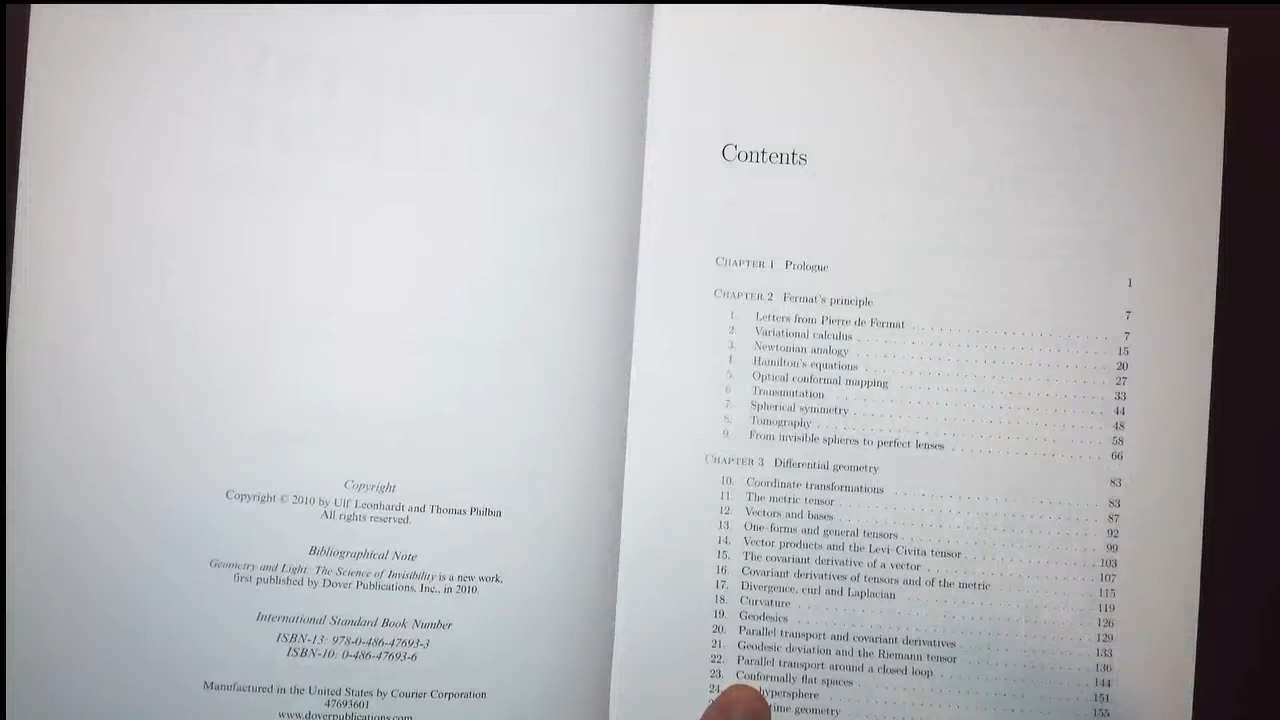 Copyright
Copyright © 2010 by Ulf Leonhardt and Thomas Philbin
All rights reserved.
Bibliographical Note
Geometry and Light: The Science of Invisibility is a new work,
first published by Dover Publications, Inc., in 2010.
International Standard Book Number
ISBN-13: 978-0-486-47693-3
ISBN-10: 0-486-47693-6
Manufactured in the United States by Courier Corporation
47693601
www.doverpublications.com
Contents
CHAPTER 1 Prologue 1
CHAPTER 2 Fermat's principle 7
1. Letters from Pierre de Fermat 7
2. Variational calculus 15
3. Newtonian analogy 20
4. Hamilton's equations 27
5. Optical conformal mapping 33
6. Transmutation 44
7. Spherical symmetry 48
8. Tomography 58
9. From invisible spheres to perfect lenses 66
CHAPTER 3 Differential geometry 83
10. Coordinate transformations 83
11. The metric tensor 87
12. Vectors and bases 92
13. One-forms and general tensors 99
14. Vector products and the Levi-Civita tensor 103
15. The covariant derivative of a vector 107
16. Covariant derivatives of tensors and of the metric 115
17. Divergence, curl and Laplacian 119
18. Curvature 126
19. Geodesics 129
20. Parallel transport and covariant derivatives 133
21. Geodesic deviation and the Riemann tensor 136
22. Parallel transport around a closed loop 144
23. Conformally flat spaces 151
24. hypersphere 155
time geometry